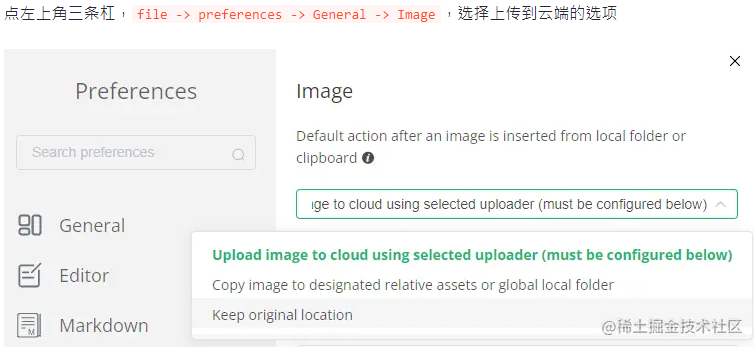 点左上角三条杠，file -> preferences -> General -> Image，选择上传到云端的选项
Preferences
Search preferences
General
Editor
Markdown
Image
Default action after an image is inserted from local folder or
clipboard
ge to cloud using selected uploader (must be configured below)
Upload image to cloud using selected uploader (must be configured below)
Copy image to designated relative assets or global local folder
Keep original location
@稀土掘金技术社区